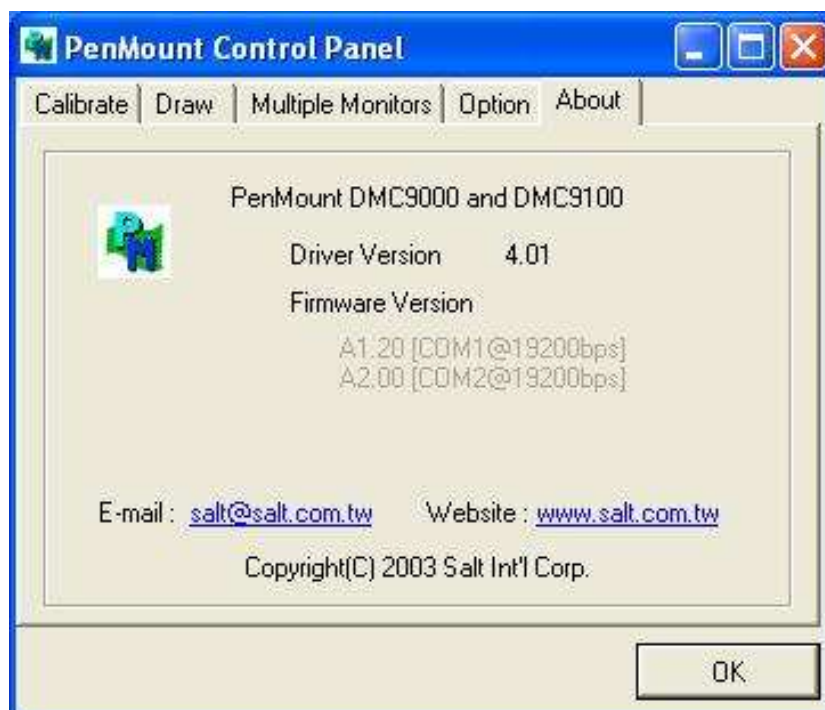 PenMount Control Panel
Calibrate Draw Multiple Monitors Option About
PM
PenMount DMC9000 and DMC9100
Driver Version 4.01
Firmware Version
A1.20 [COM1@19200bps]
A2.00 [COM2@19200bps]
E-mail : salt@salt.com.tw Website : www.salt.com.tw
Copyright(C) 2003 Salt Int'l Corp.
OK